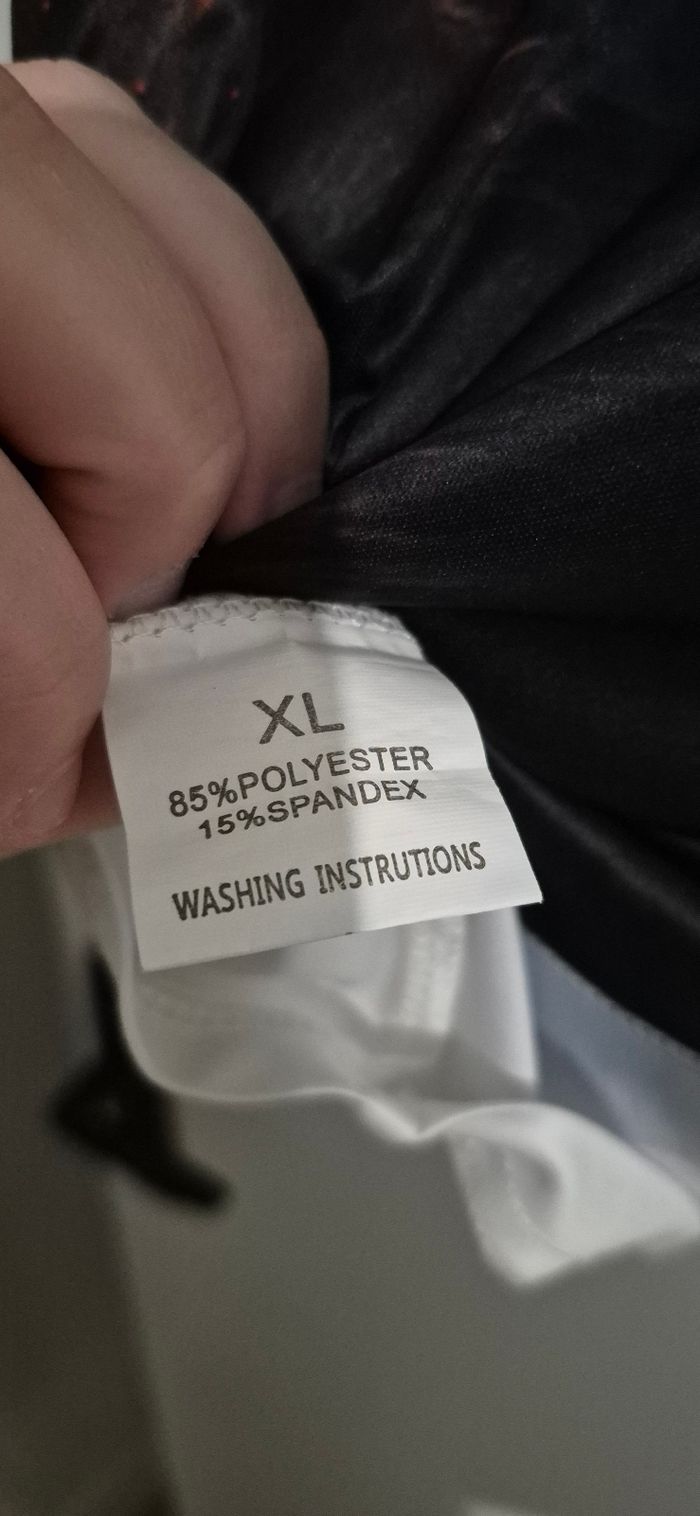 XL
85%POLYESTER
15%SPANDEX
WASHING INSTRUTIONS